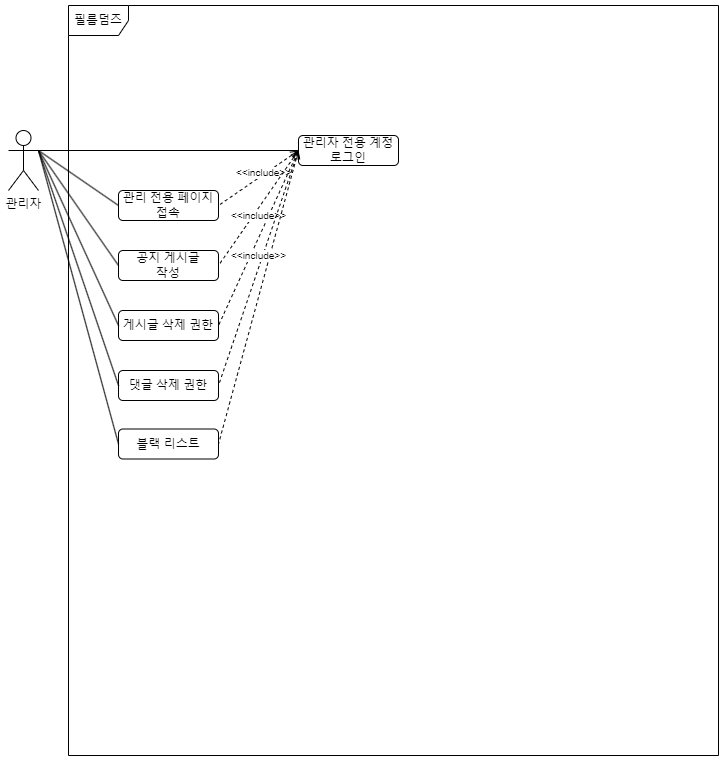 필름덤즈
관리자 전용 계정
로그인
<<include>>
관리 전용 페이지
접속
관리자
<<include>>
공지 게시글
작성
<<include>>
게시글 삭제 권한
댓글 삭제 권한
블랙 리스트